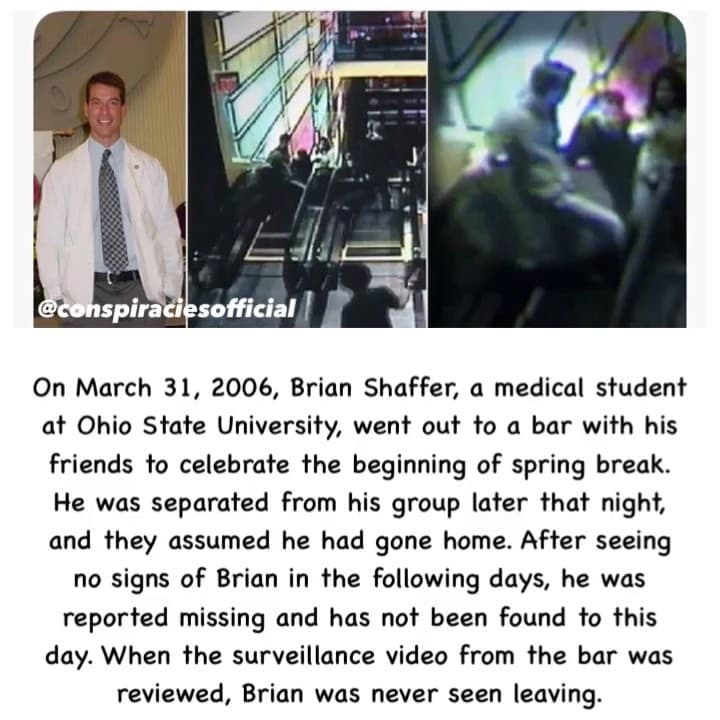 @conspiraciesofficial
On March 31, 2006, Brian Shaffer, a medical student
at Ohio State University, went out to a bar with his
friends to celebrate the beginning of spring break.
He was separated from his group later that night,
and they assumed he had gone home. After seeing
no signs of Brian in the following days, he was
reported missing and has not been found to this
day. When the surveillance video from the bar was
reviewed, Brian was never seen leaving.